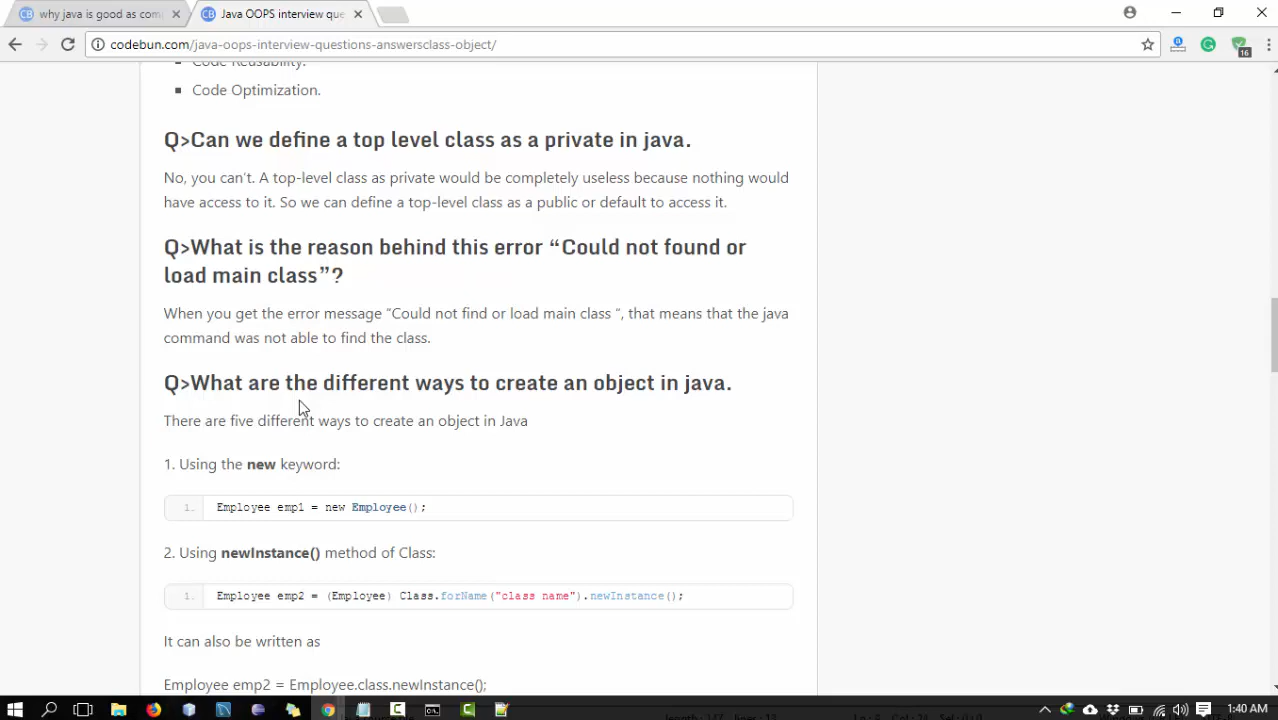 why java is good as com
Java OOPS interview que
codebun.com/java-oops-interview-questions-answersclass-object/
16
Code Reusability.
Code Optimization.
Q>Can we define a top level class as a private in java.
No, you can't. A top-level class as private would be completely useless because nothing would
have access to it. So we can define a top-level class as a public or default to access it.
Q>What is the reason behind this error “Could not found or
load main class”?
When you get the error message “Could not find or load main class “, that means that the java
command was not able to find the class.
Q>What are the different ways to create an object in java.
There are five different ways to create an object in Java
1. Using the new keyword:
1. Employee emp1 = new Employee();
2. Using newInstance() method of Class:
1. Employee emp2 = (Employee) Class.forName("class name").newInstance();
It can also be written as
Employee emp2 = Employee.class.newInstance();
1:40 AM